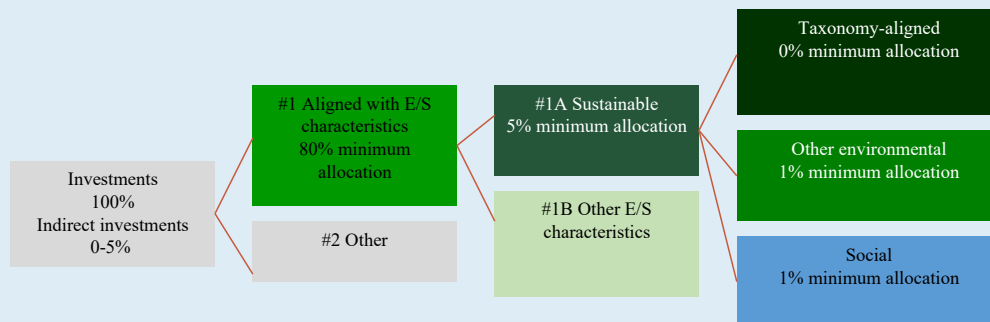 Investments
100%
Indirect investments
0-5%
#1 Aligned with E/S
characteristics
80% minimum
allocation
#2 Other
#1A Sustainable
5% minimum allocation
#1B Other E/S
characteristics
Taxonomy-aligned
0% minimum allocation
Other environmental
1% minimum allocation
Social
1% minimum allocation